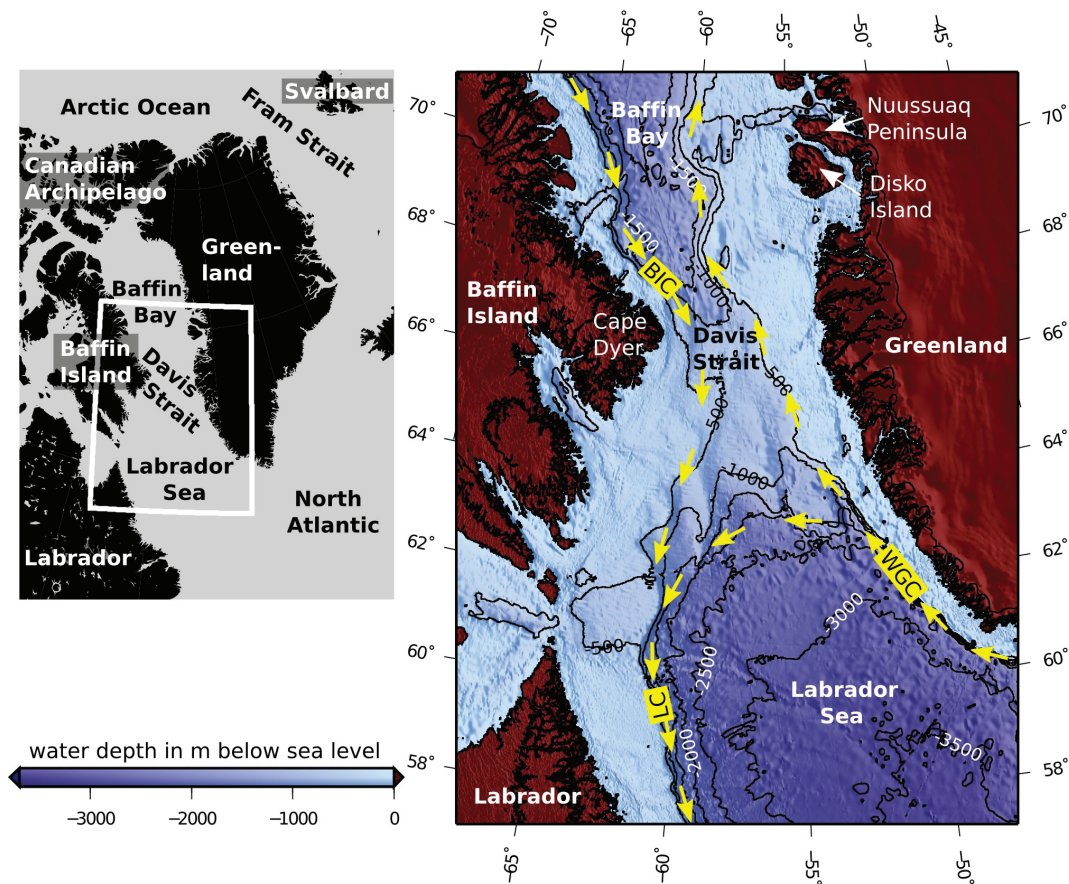 Arctic Ocean
Svalbard
Fram Strait
Canadian
Archipelago
Green-
land
Baffin
Bay
Baffin
Island
Davis
Strait
Labrador
Sea
North
Atlantic
Labrador
water depth in m below sea level
−3000
−2000
−1000
0
−70°
−65
−60
−55°
−50°
−45°
70°
68°
66°
64°
62°
60°
58°
70°
68°
66°
64°
62°
60°
58°
−65°
−60
−55°
−50°
Baffin
Bay
Nuussuaq
Peninsula
Disko
Island
1500
1500
BIC
1000
Baffin
Island
Cape
Dyer
Davis
Strait
Greenland
500
500
1000
WGC
-3000
500
-2500
LC
Labrador
Sea
-3500
2000
Labrador